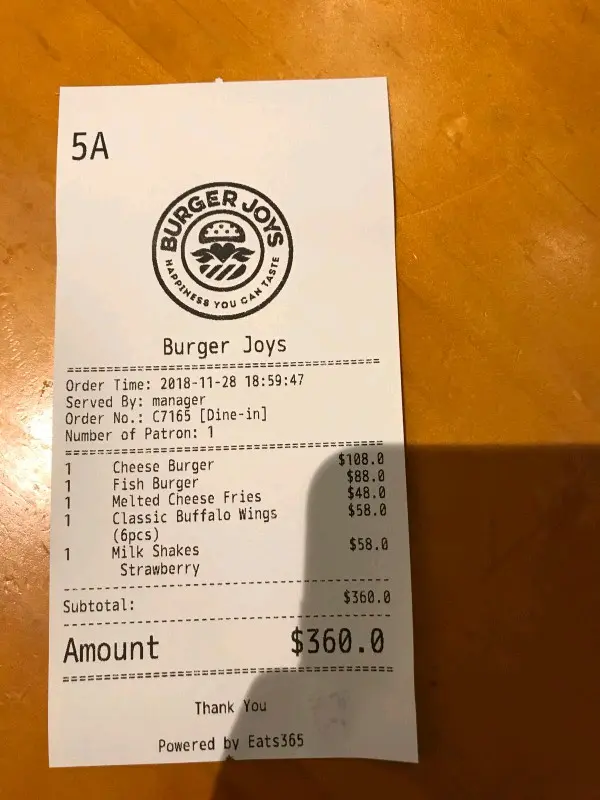 5A
BURGER JOYS
HAPPINESS YOU CAN TASTE
Burger Joys
Order Time: 2018-11-28 18:59:47
Served By: manager
Order No.: C7165 [Dine-in]
Number of Patron: 1
1 Cheese Burger $108.0
1 Fish Burger $88.0
1 Melted Cheese Fries $48.0
1 Classic Buffalo Wings $58.0
(6pcs)
1 Milk Shakes $58.0
Strawberry
Subtotal: $360.0
Amount $360.0
Thank You
Powered by Eats365